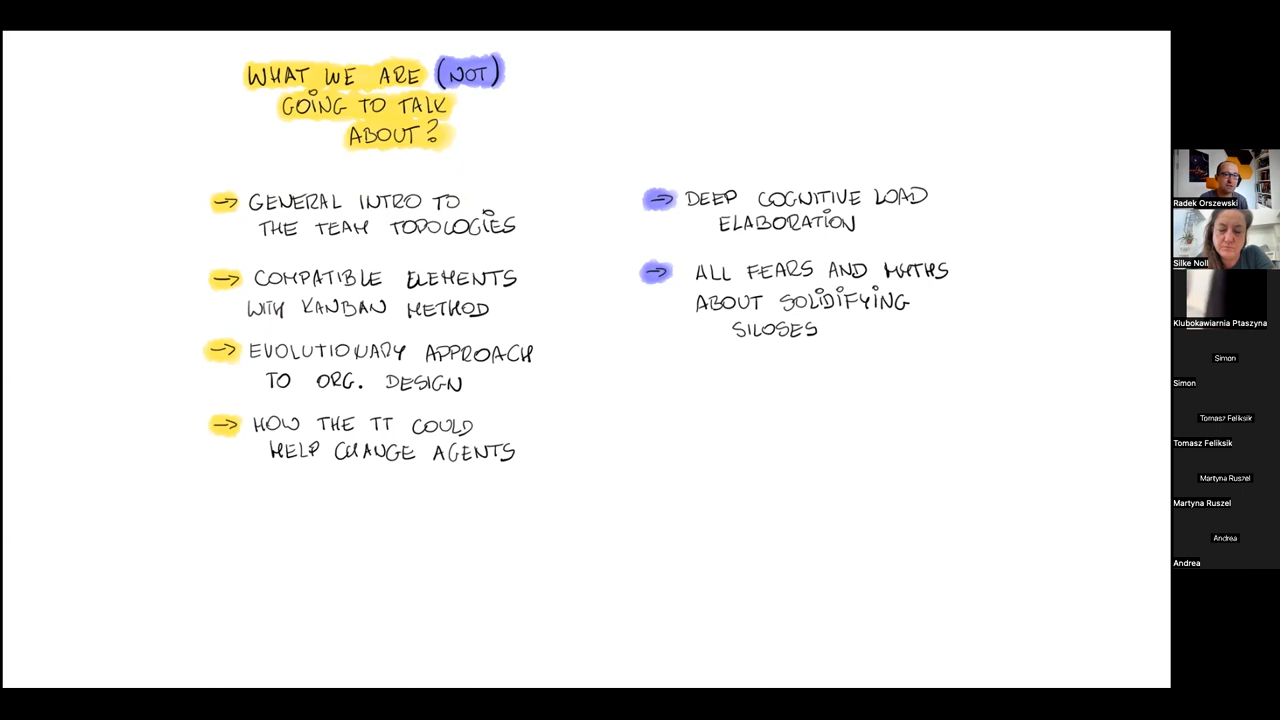 WHAT WE ARE (NOT)
GOING TO TALK
ABOUT?
→ GENERAL INTRO TO
THE TEAM TOPOLOGIES
→ COMPATIBLE ELEMENTS
WITH KANBAN METHOD
→ EVOLUTIONARY APPROACH
TO ORG. DESIGN
→ HOW THE TT COULD
HELP CHANGE AGENTS
→ DEEP COGNITIVE LOAD
ELABORATION
→ ALL FEARS AND MYTHS
ABOUT SOLIDIFYING
SILOSES
Radek Orszewski
Silke Noll
Klubokawiarnia Ptaszyna
Simon
Simon
Tomasz Feliksik
Tomasz Feliksik
Martyna Ruszel
Martyna Ruszel
Andrea
Andrea